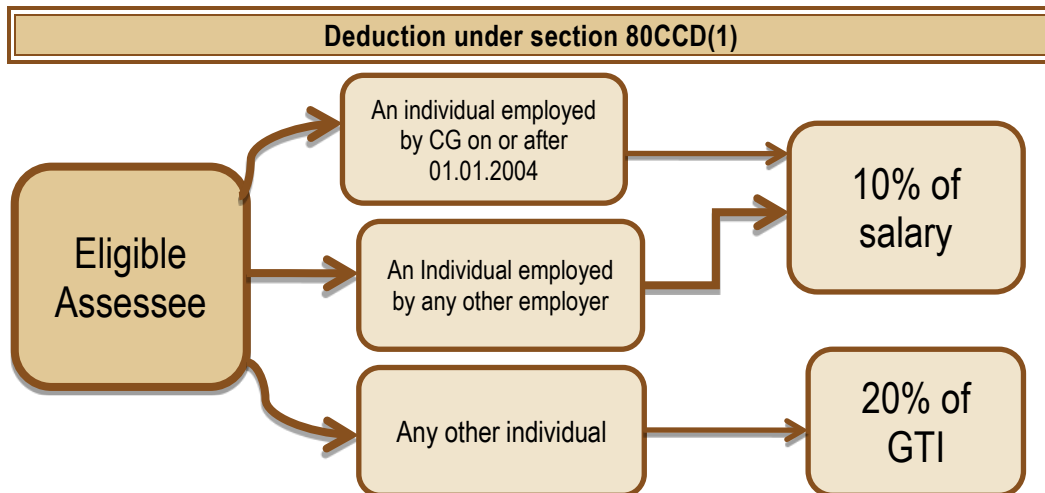 Deduction under section 80CCD(1)
Eligible
Assessee
An individual employed
by CG on or after
01.01.2004
An Individual employed
by any other employer
Any other individual
10% of
salary
20% of
GTI